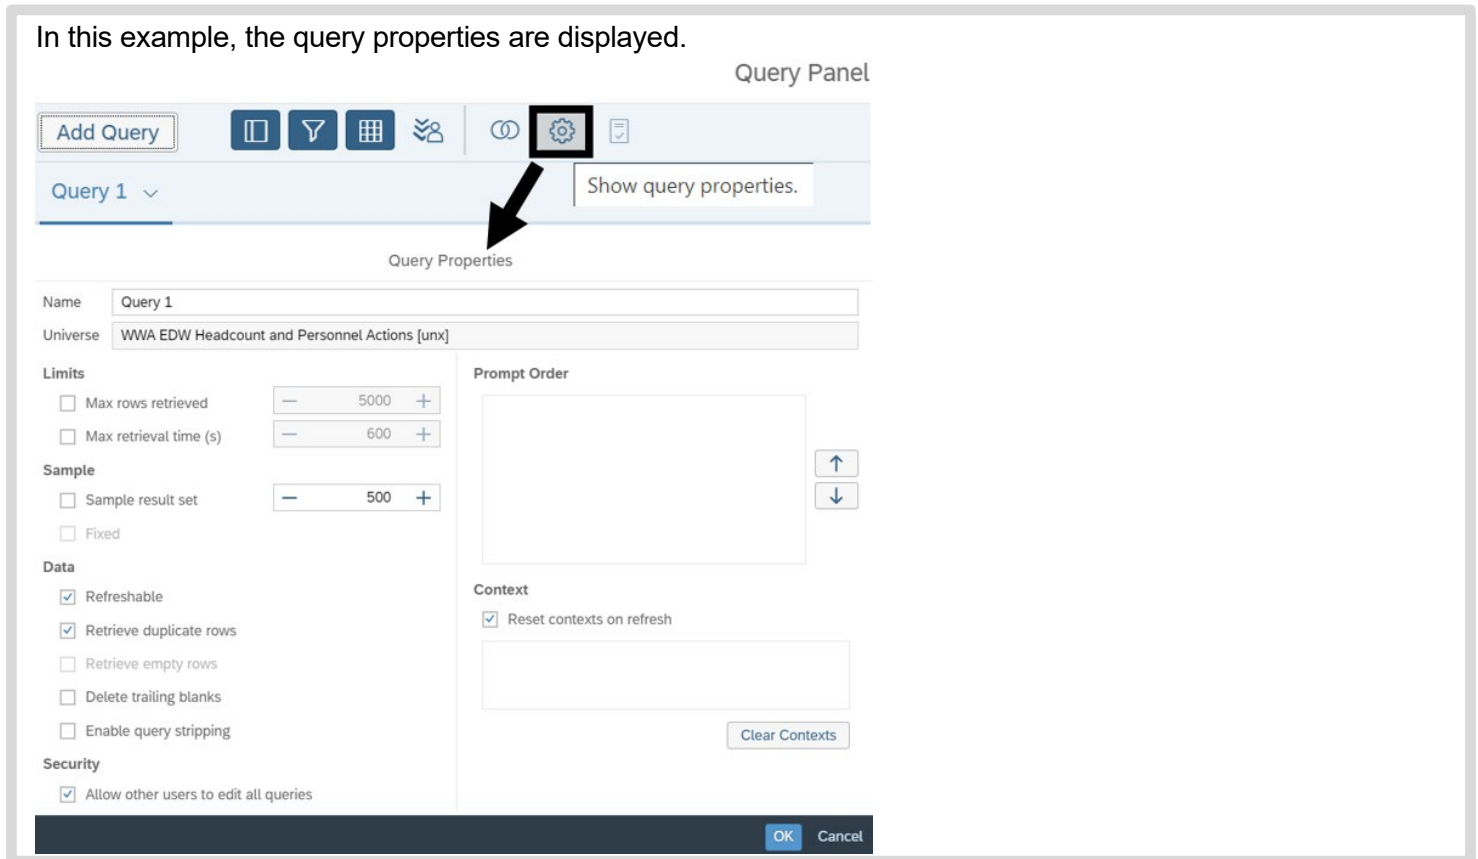 In this example, the query properties are displayed.
Query Panel
Add Query
Query 1
Show query properties.
Query Properties
Name Query 1
Universe WWA EDW Headcount and Personnel Actions [unx]
Limits
Max rows retrieved 5000
Max retrieval time (s) 600
Sample
Sample result set 500
Fixed
Data
Refreshable
Retrieve duplicate rows
Retrieve empty rows
Delete trailing blanks
Enable query stripping
Security
Allow other users to edit all queries
Prompt Order
Context
Reset contexts on refresh
Clear Contexts
OK Cancel